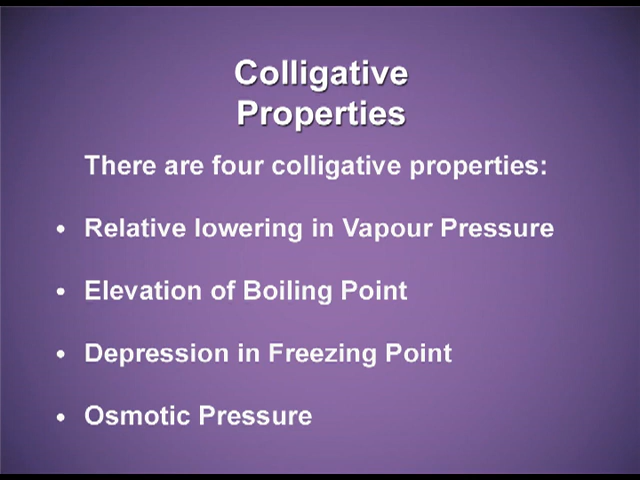 Colligative
Properties
There are four colligative properties:
• Relative lowering in Vapour Pressure
• Elevation of Boiling Point
• Depression in Freezing Point
• Osmotic Pressure